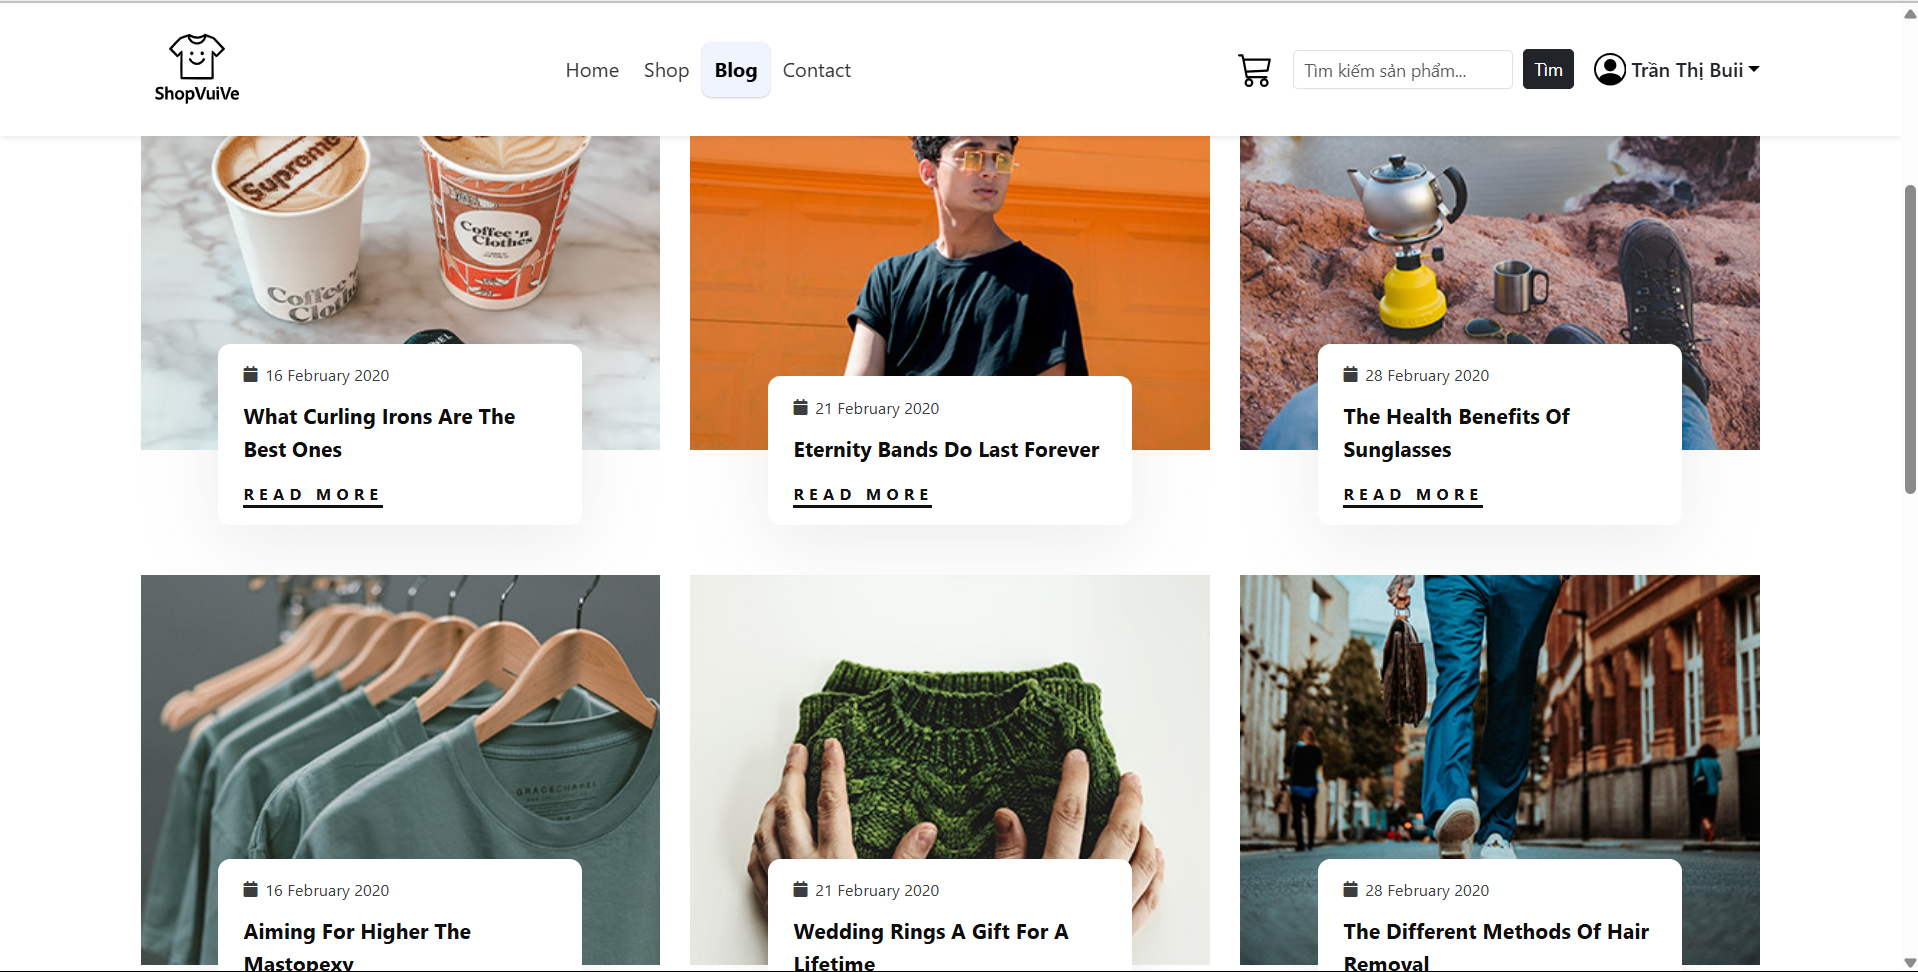 ShopVuiVe
Home Shop Blog Contact
Tìm kiếm sản phẩm... Tìm Trần Thị Buii
Supreme
Coffee 'n
Clothes
Coffee 'n
16 February 2020
What Curling Irons Are The
Best Ones
READ MORE
21 February 2020
Eternity Bands Do Last Forever
READ MORE
28 February 2020
The Health Benefits Of
Sunglasses
READ MORE
GRACECHAPEL
16 February 2020
Aiming For Higher The
Mastopexy
21 February 2020
Wedding Rings A Gift For A
Lifetime
28 February 2020
The Different Methods Of Hair
Removal